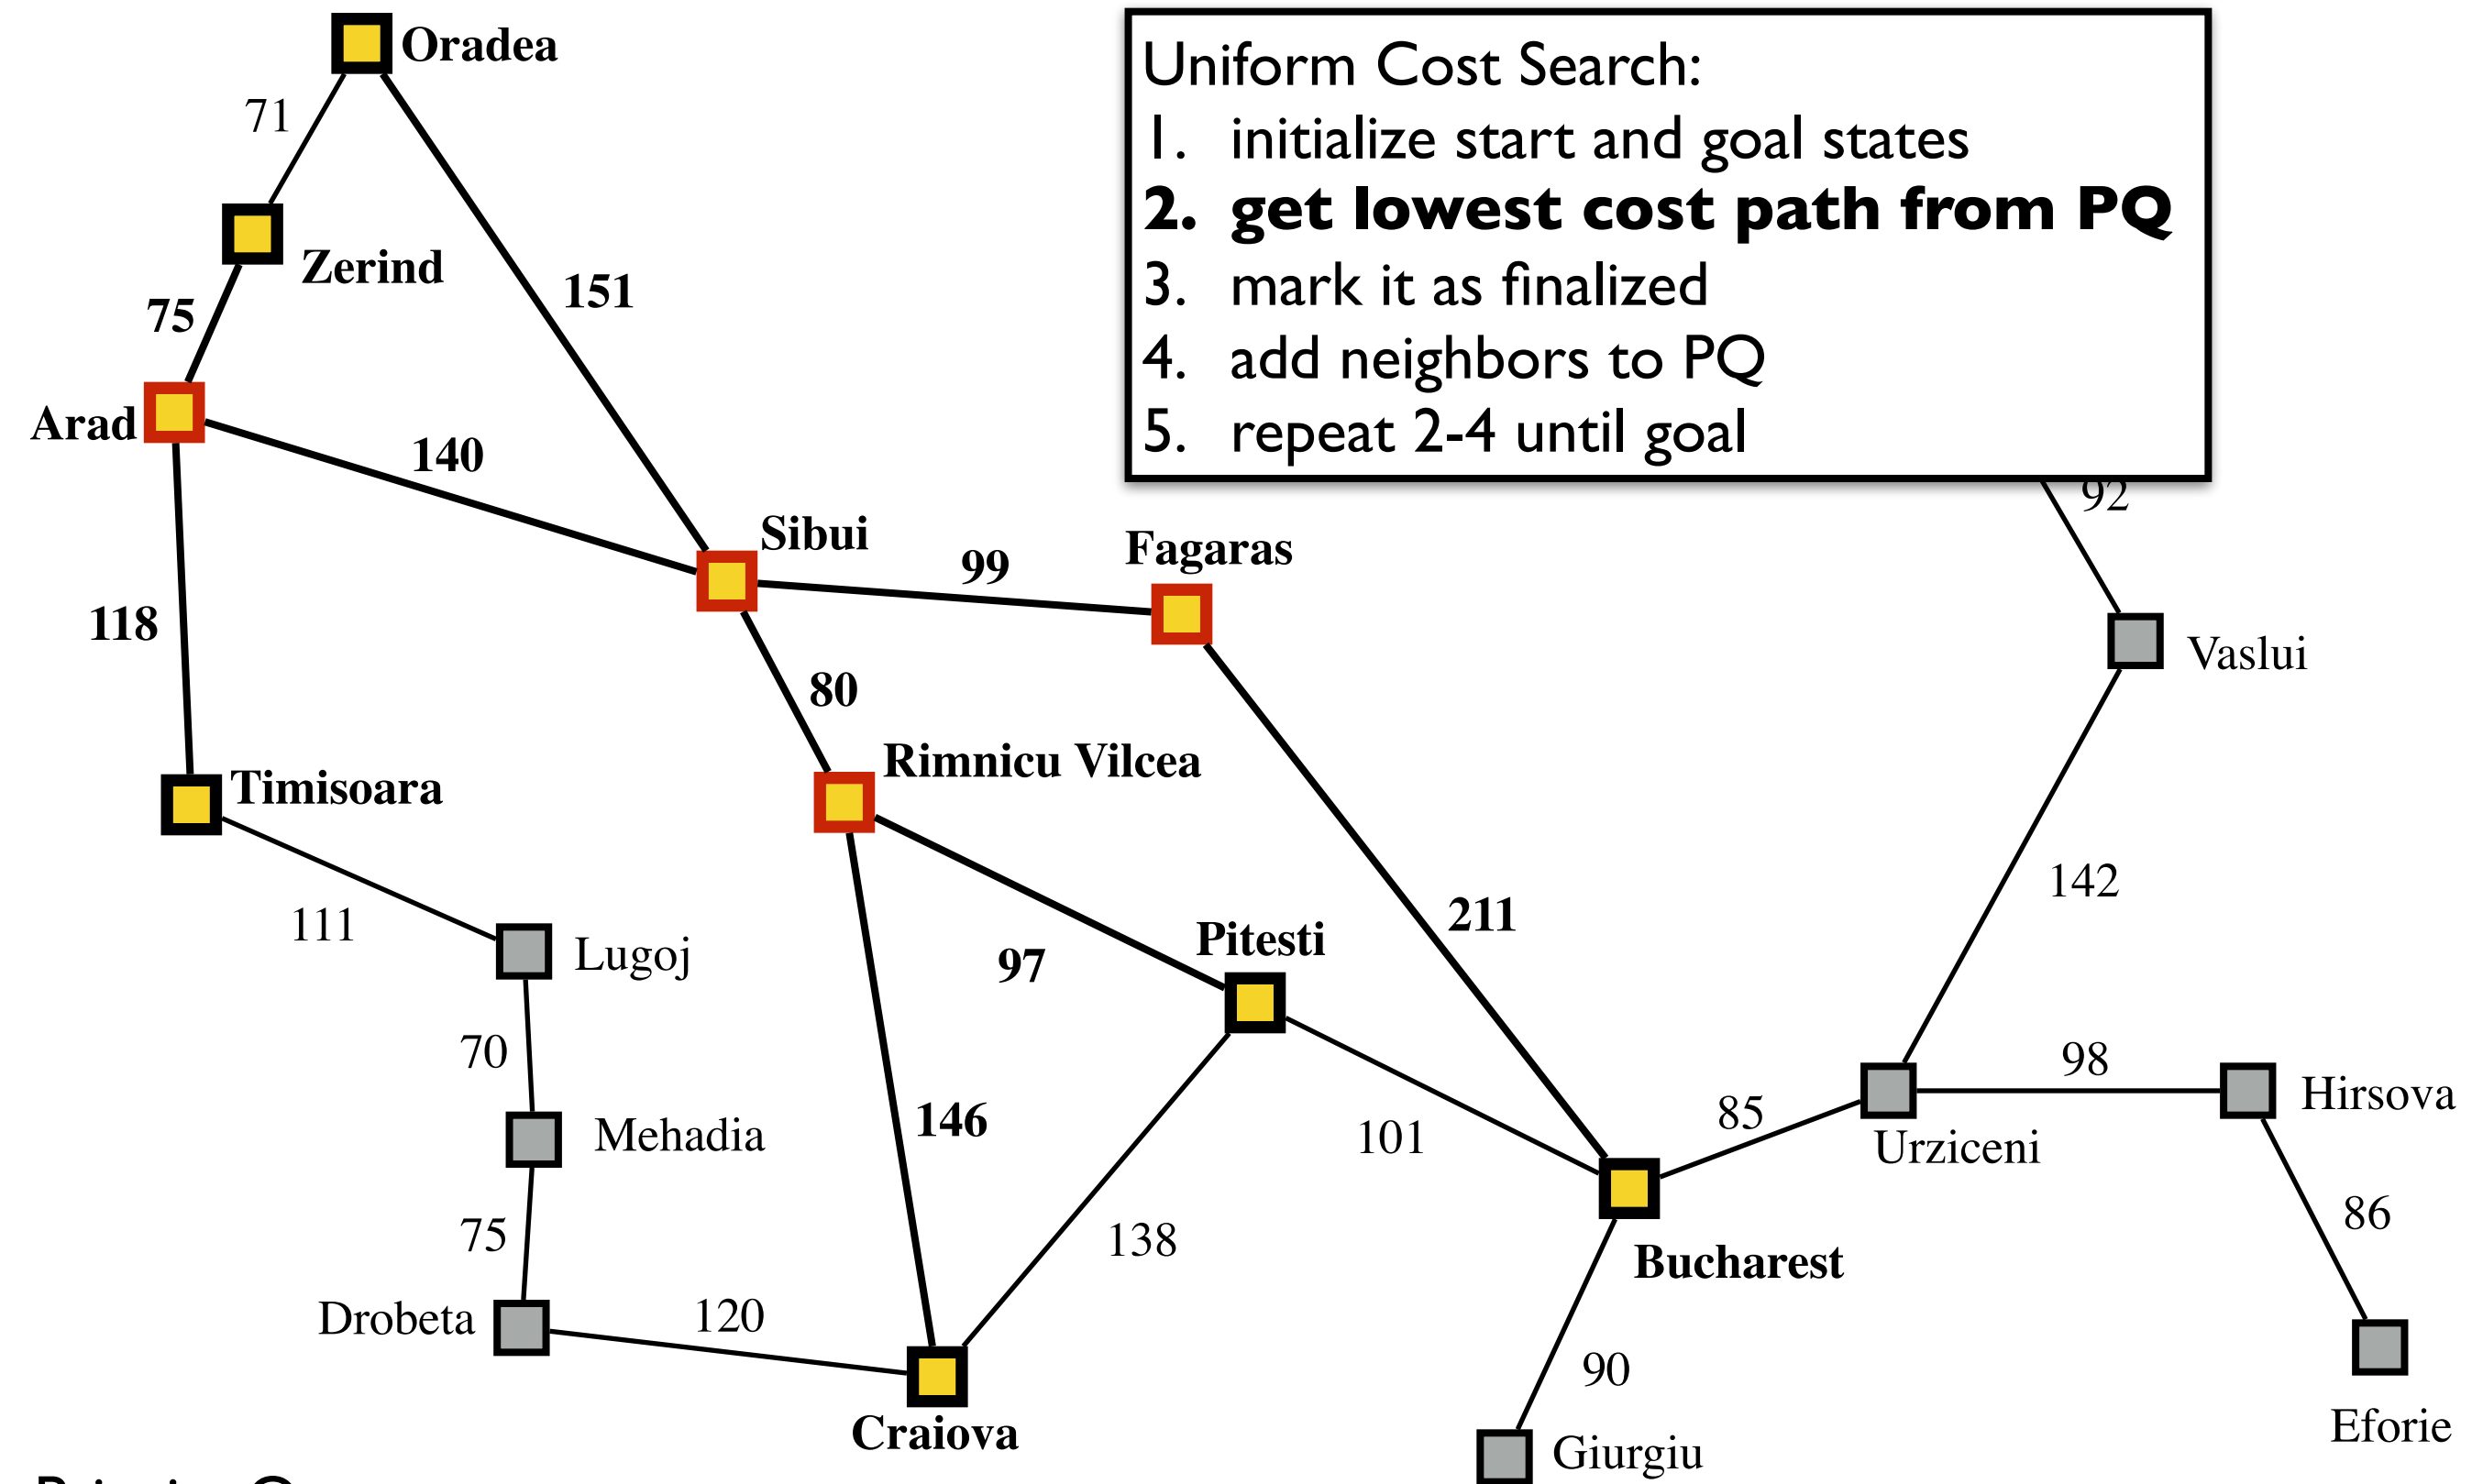 Oradea
Uniform Cost Search:
1. initialize start and goal states
2. get lowest cost path from PQ
3. mark it as finalized
4. add neighbors to PQ
5. repeat 2-4 until goal
71
Zerind
151
75
Arad
140
92
Sibui
99
Fagaras
118
Vaslui
80
Rimnicu Vilcea
Timisoara
142
111
211
Pitesti
Lugoj
97
70
98
Hirsova
Mehadia
146
101
85
Urziceni
75
138
86
Bucharest
Drobeta
120
90
Craiova
Eforie
Giurgiu